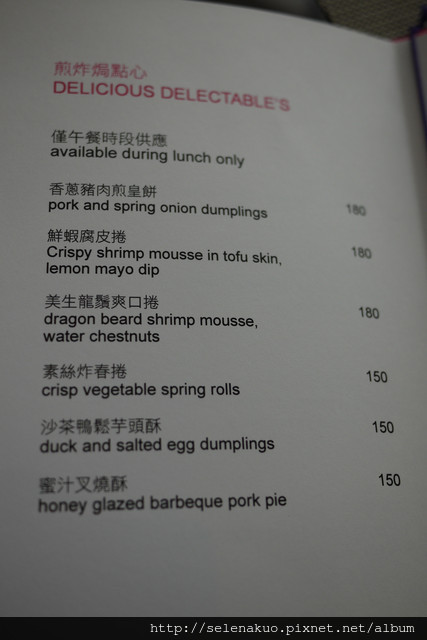 煎炸焗點心
DELICIOUS DELECTABLE'S
僅午餐時段供應
available during lunch only
香蔥豬肉煎皇餅
pork and spring onion dumplings 180
鮮蝦腐皮捲
Crispy shrimp mousse in tofu skin, 180
lemon mayo dip
美生龍鬚爽口捲
dragon beard shrimp mousse, 180
water chestnuts
素絲炸春捲
crisp vegetable spring rolls 150
沙茶鴨鬆芋頭酥
duck and salted egg dumplings 150
蜜汁叉燒酥
honey glazed barbeque pork pie 150
http://selenakuo.pixnet.net/album